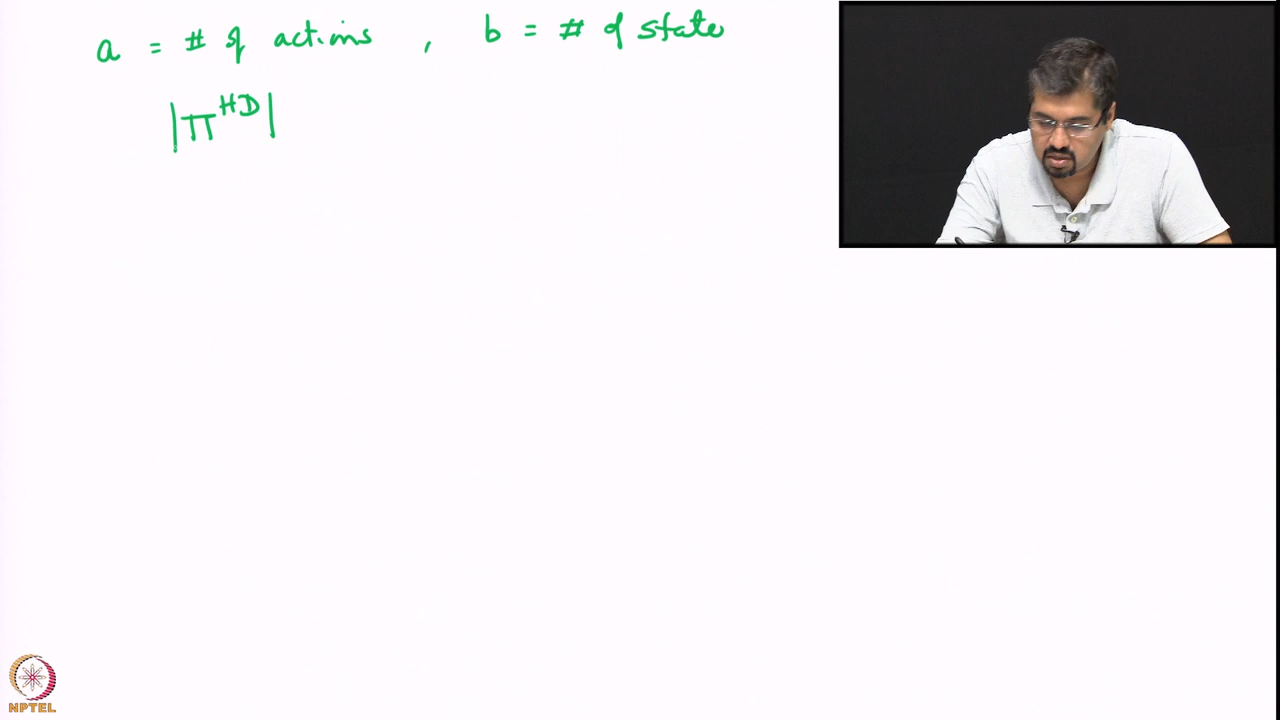 a = # of actions , b = # of state
|Π^HD|
NPTEL